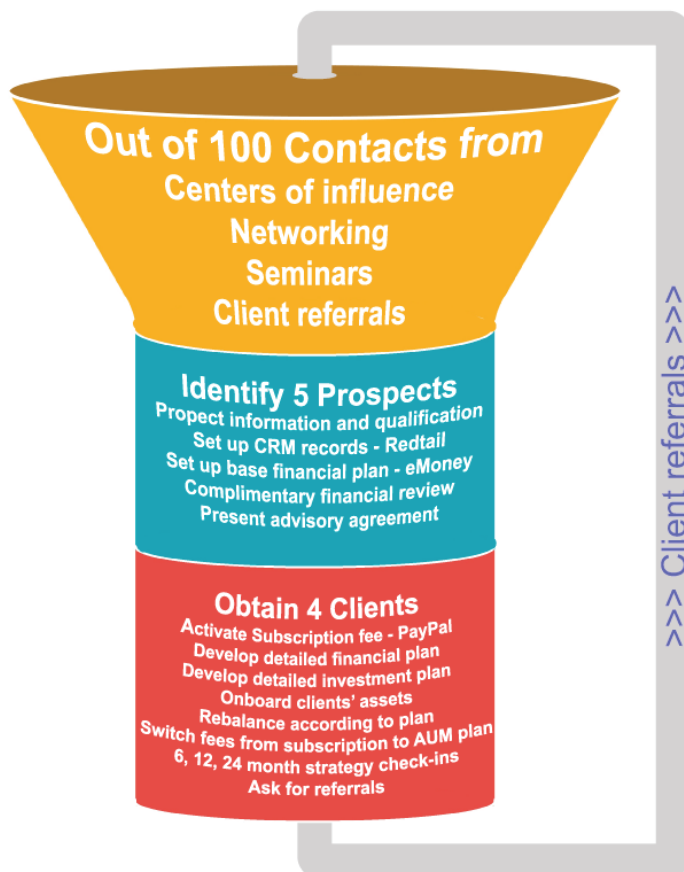 Out of 100 Contacts from
Centers of influence
Networking
Seminars
Client referrals
Identify 5 Prospects
Propect information and qualification
Set up CRM records - Redtail
Set up base financial plan - eMoney
Complimentary financial review
Present advisory agreement
Obtain 4 Clients
Activate Subscription fee - PayPal
Develop detailed financial plan
Develop detailed investment plan
Onboard clients’ assets
Rebalance according to plan
Switch fees from subscription to AUM plan
6, 12, 24 month strategy check-ins
Ask for referrals
>>> Client referrals >>>